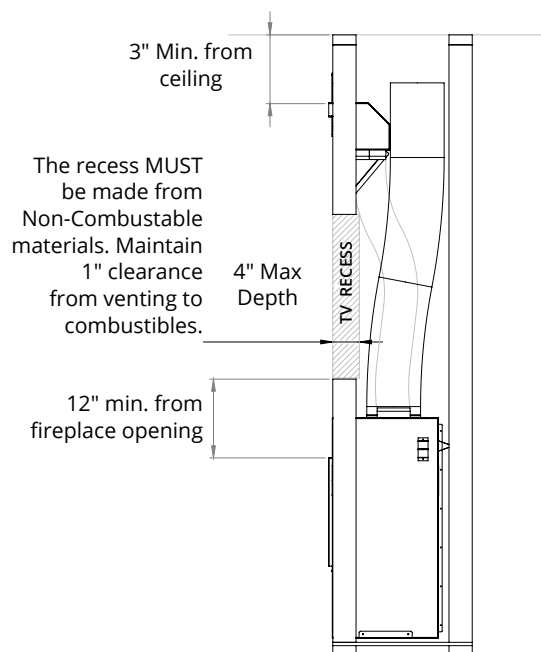 3" Min. from
ceiling
The recess MUST
be made from
Non-Combustable
materials. Maintain
1" clearance
from venting to
combustibles.
4" Max
Depth
TV RECESS
12" min. from
fireplace opening